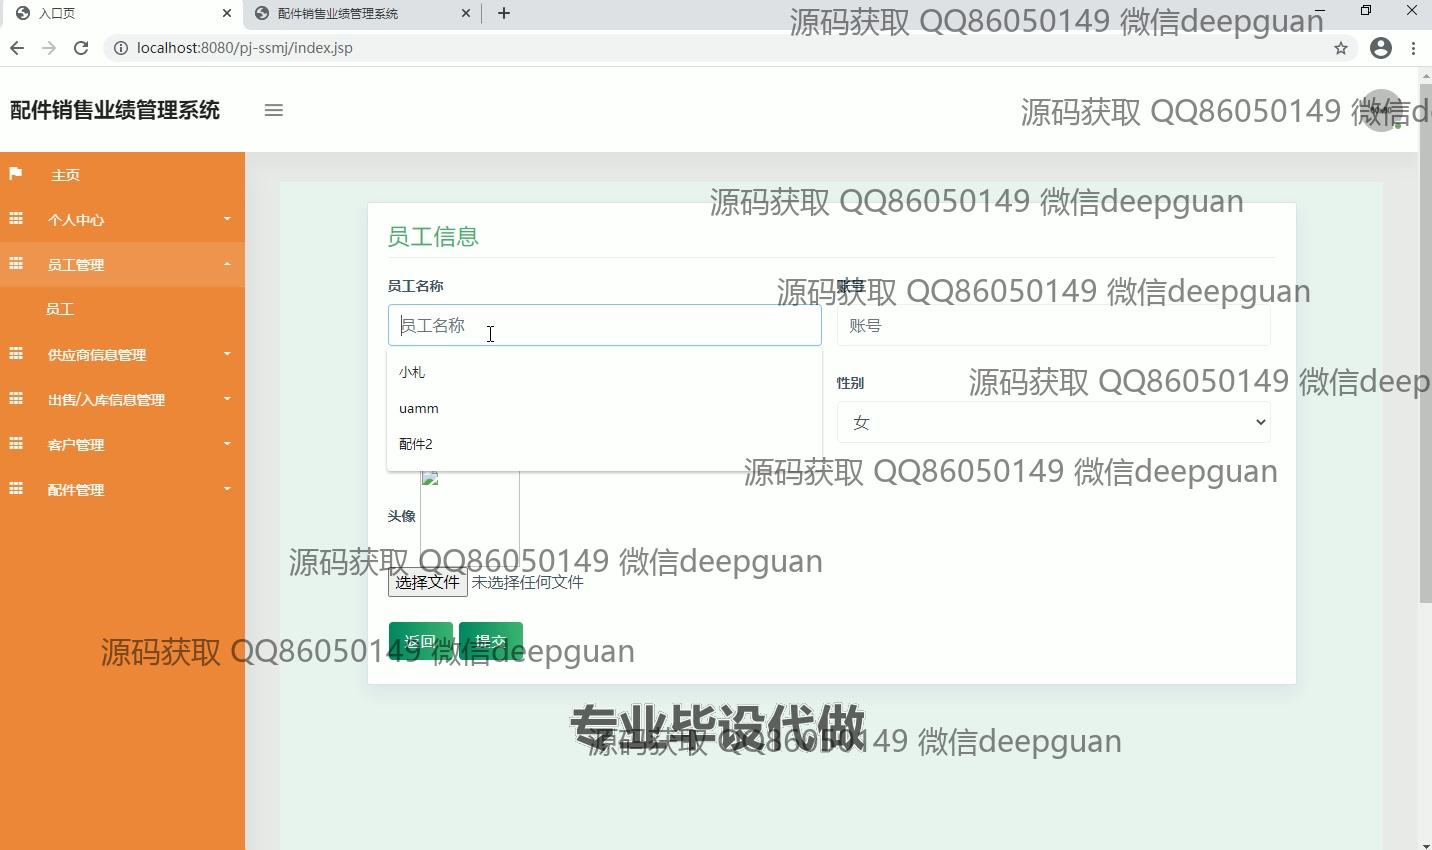 入口页
配件销售业绩管理系统
源码获取 QQ86050149 微信deepguan
localhost:8080/pj-ssmj/index.jsp
配件销售业绩管理系统
源码获取 QQ86050149 微信d
主页
个人中心
员工管理
员工
供应商信息管理
出售/入库信息管理
客户管理
配件管理
源码获取 QQ86050149 微信deepguan
员工信息
员工名称
账号
源码获取 QQ86050149 微信deepguan
员工名称
账号
小札
uamm
配件2
性别
源码获取 QQ86050149 微信deep
女
源码获取 QQ86050149 微信deepguan
头像
源码获取 QQ86050149 微信deepguan
选择文件 未选择任何文件
返回 提交
源码获取 QQ86050149 微信deepguan
专业毕设代做
源码获取 QQ86050149 微信deepguan